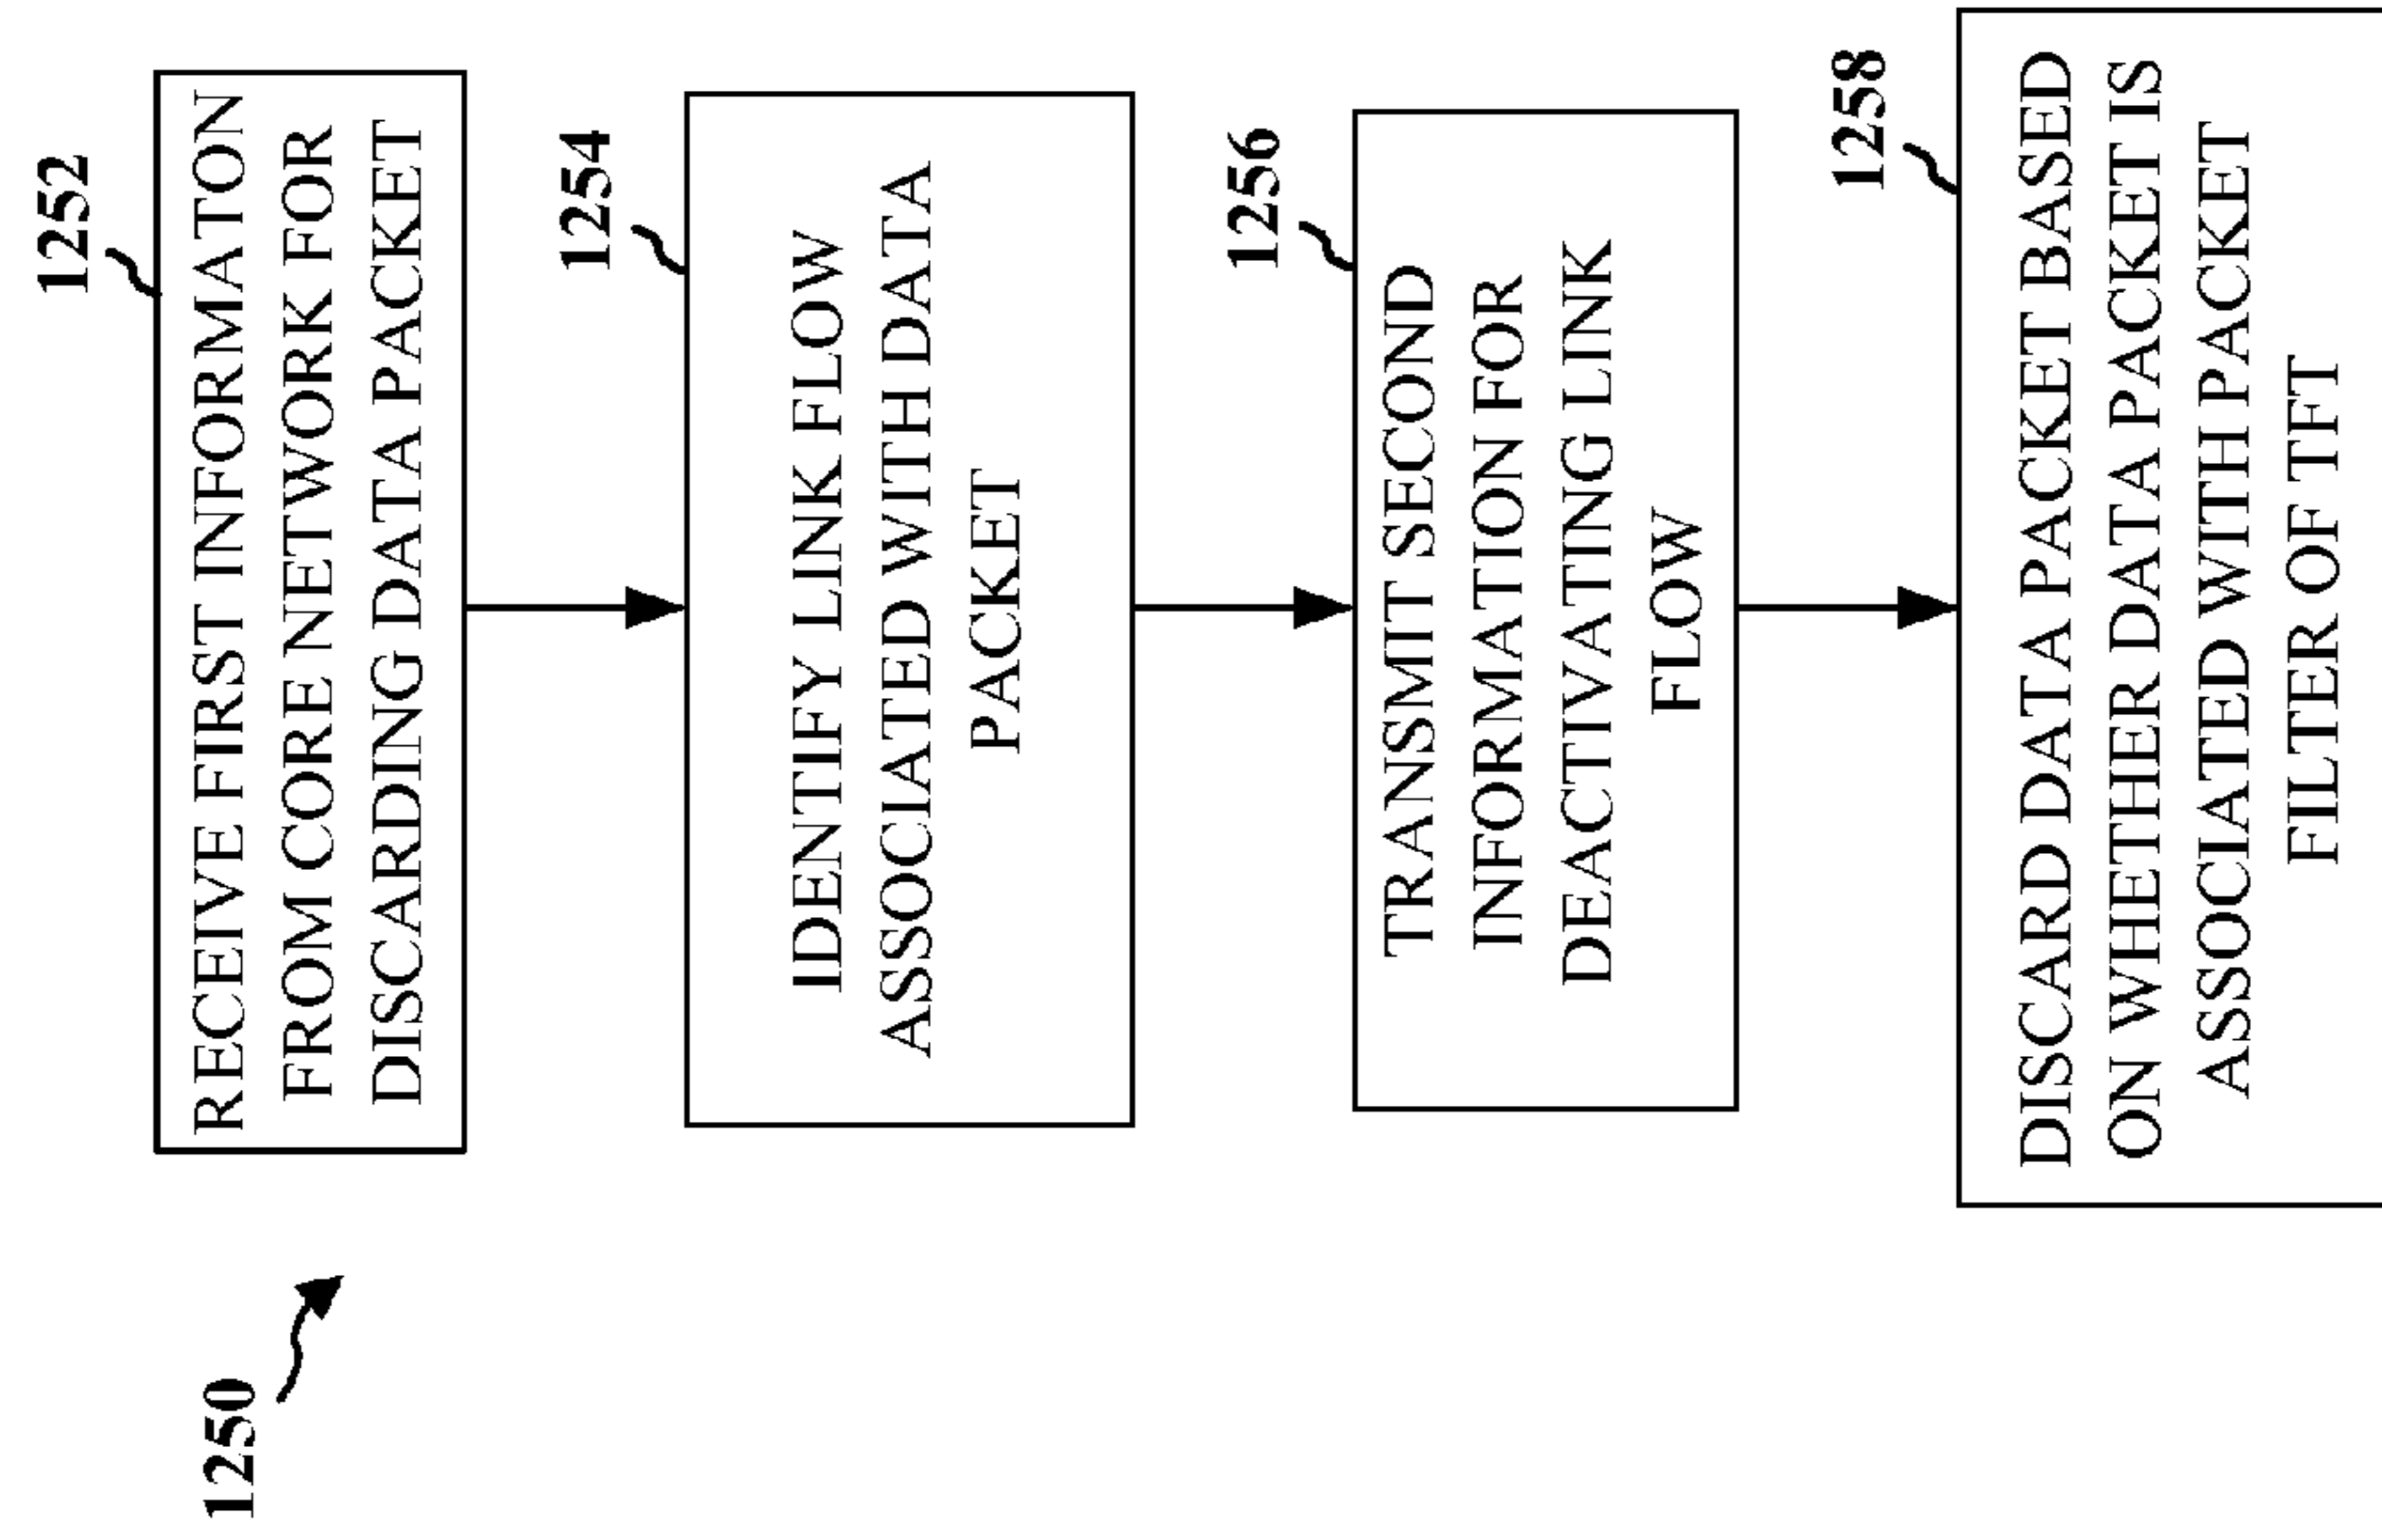 1250
1252
RECEIVE FIRST INFORMATON
FROM CORE NETWORK FOR
DISCARDING DATA PACKET
1254
IDENTIFY LINK FLOW
ASSOCIATED WITH DATA
PACKET
1256
TRANSMIT SECOND
INFORMATION FOR
DEACTIVATING LINK
FLOW
1258
DISCARD DATA PACKET BASED
ON WHETHER DATA PACKET IS
ASSOCIATED WITH PACKET
FILTER OF TFT